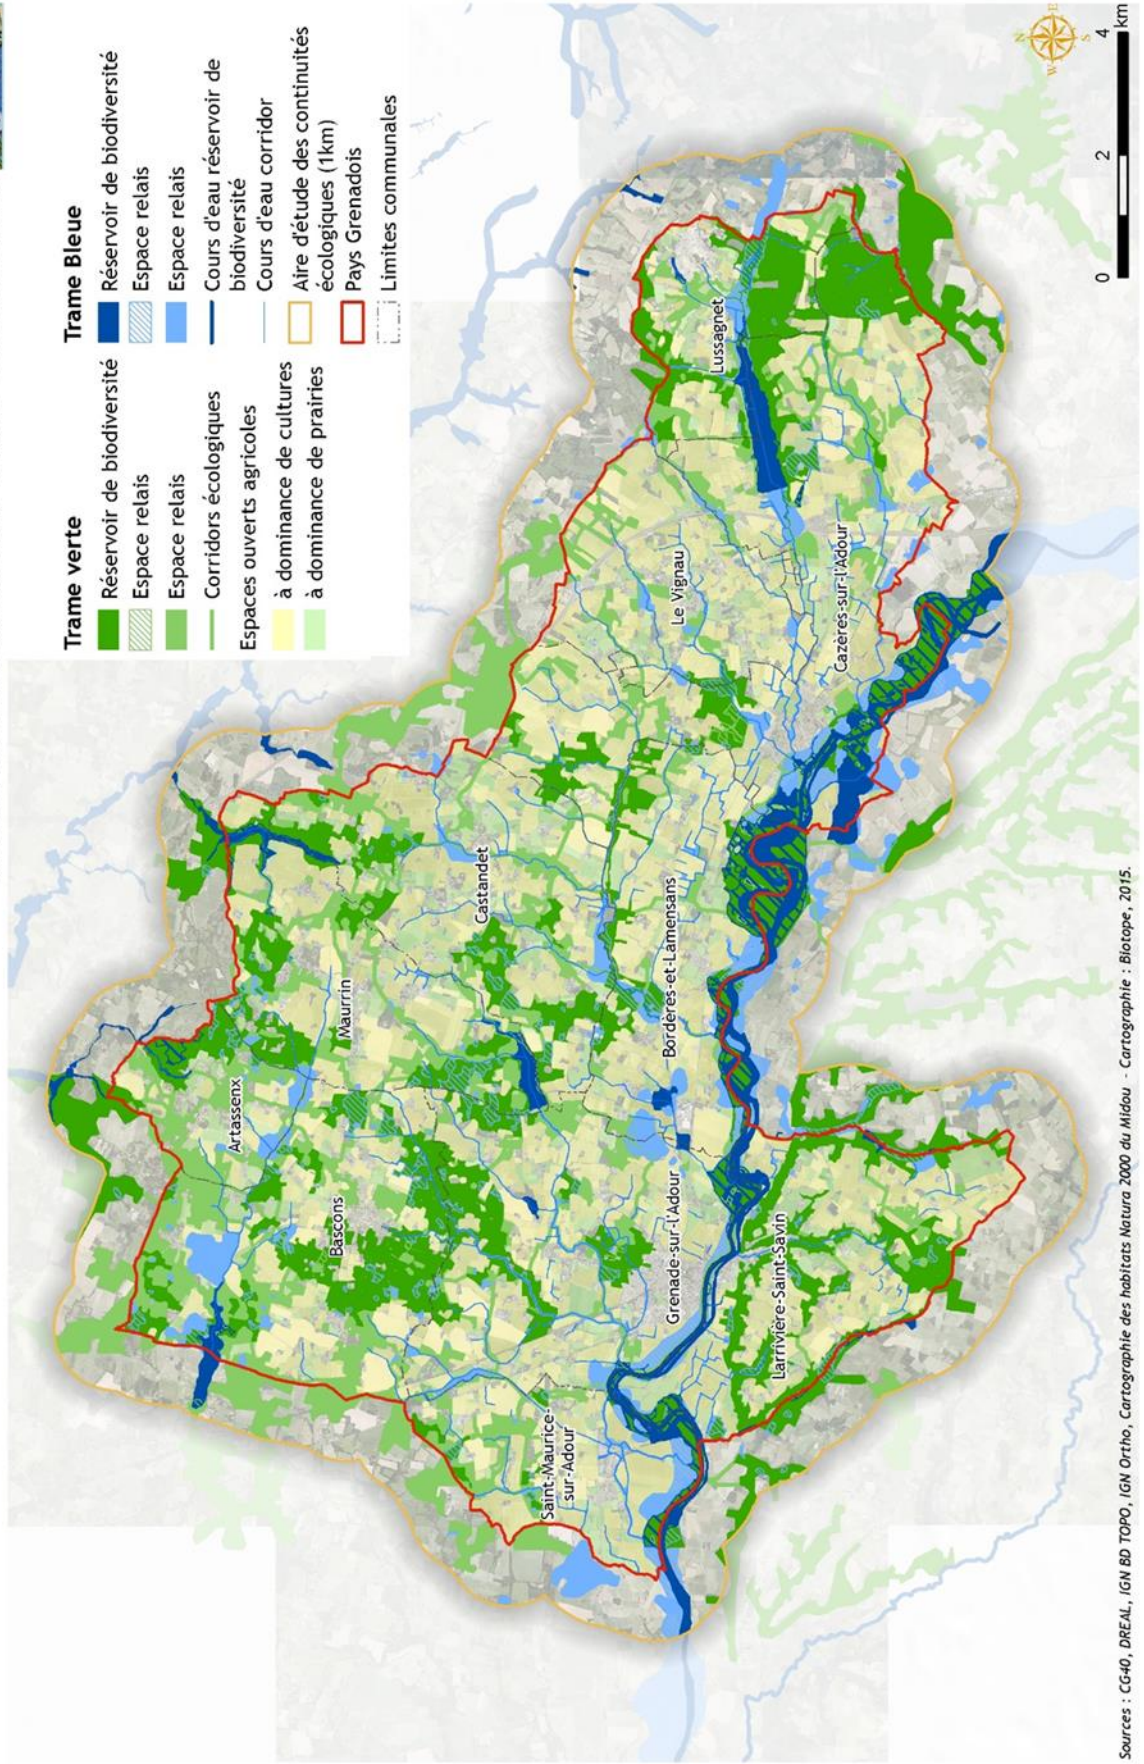 Trame verte
Réservoir de biodiversité
Espace relais
Espace relais
Corridors écologiques
Espaces ouverts agricoles
à dominance de cultures
à dominance de prairies
Trame Bleue
Réservoir de biodiversité
Espace relais
Espace relais
Cours d'eau réservoir de
biodiversité
Cours d'eau corridor
Aire d'étude des continuités
écologiques (1km)
Pays Grenadois
Limites communales
Artassenx
Maurrin
Bascons
Castandet
Saint-Maurice-
sur-Adour
Grenade-sur-l'Adour
Bordères-et-Lamensans
Larrivière-Saint-Savin
Le Vignau
Lussagnet
Cazères-sur-l'Adour
N
E
S
W
0 2 4
km
Sources : CG40, DREAL, IGN BD TOPO, IGN Ortho, Cartographie des habitats Natura 2000 du Midou - Cartographie : Biotope, 2015.